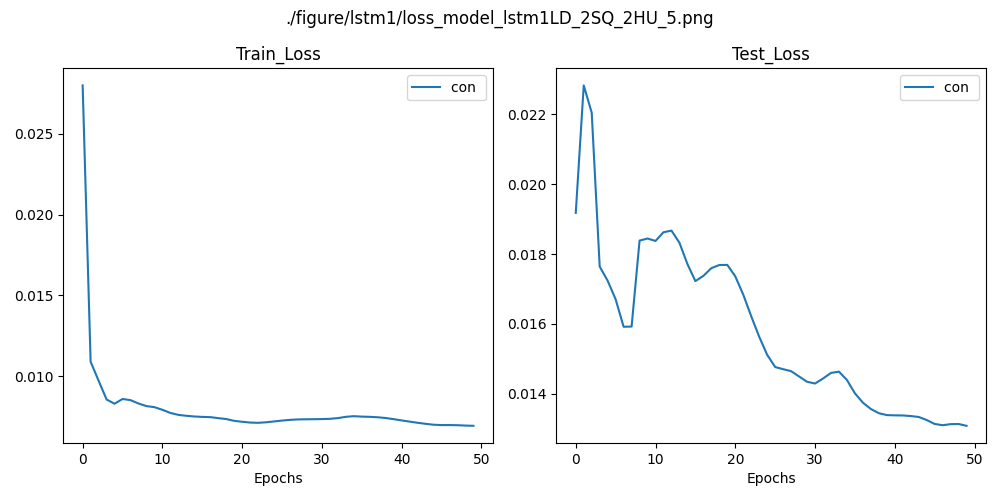 ./figure/lstm1/loss_model_lstm1LD_2SQ_2HU_5.png
Train_Loss
con
0.025
0.020
0.015
0.010
0 10 20 30 40 50
Epochs
Test_Loss
con
0.022
0.020
0.018
0.016
0.014
0 10 20 30 40 50
Epochs